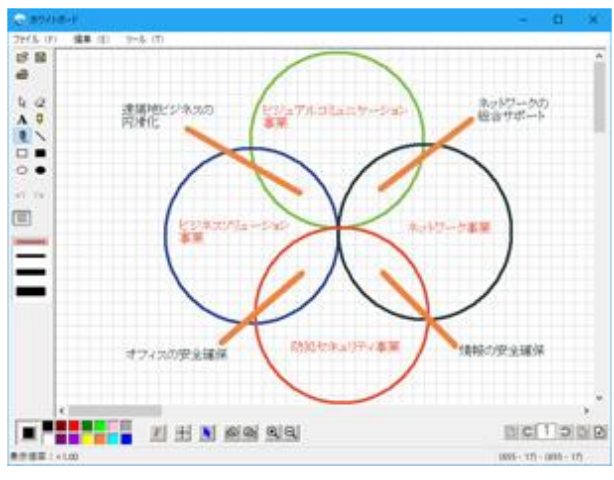 ホワイトボード
ファイル (F) 編集 (E) ツール (T)
遠隔地ビジネスの
円滑化
ビジュアルコミュニケーション
事業
ネットワークの
総合サポート
ビジネスソリューション
事業
ネットワーク事業
オフィスの安全確保
防犯セキュリティ事業
情報の安全確保
1
表示倍率 : ×1.00